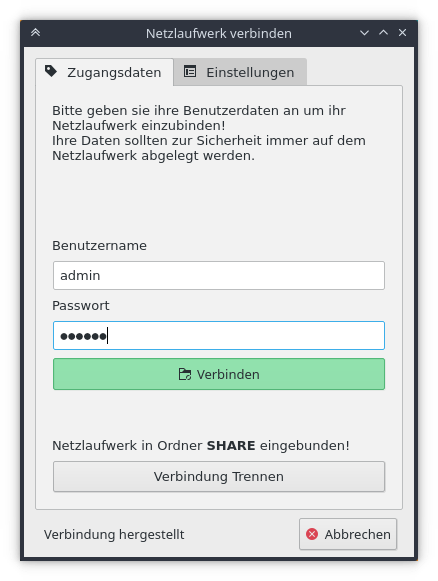 Netzlaufwerk verbinden
Zugangsdaten
Einstellungen
Bitte geben sie ihre Benutzerdaten an um ihr
Netzlaufwerk einzubinden!
Ihre Daten sollten zur Sicherheit immer auf dem
Netzlaufwerk abgelegt werden.
Benutzername
admin
Passwort
●●●●●●
Verbinden
Netzlaufwerk in Ordner SHARE eingebunden!
Verbindung Trennen
Verbindung hergestellt
Abbrechen